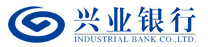 兴业银行
INDUSTRIAL BANK CO.,LTD.